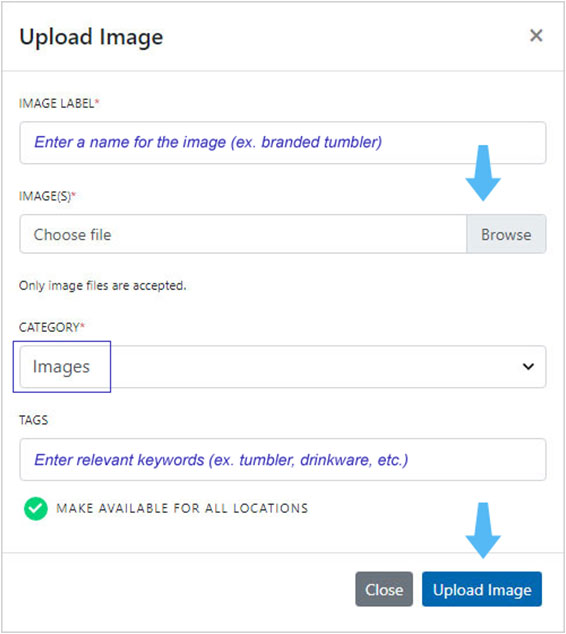 Upload Image
IMAGE LABEL*
Enter a name for the image (ex. branded tumbler)
IMAGE(S)*
Choose file
Browse
Only image files are accepted.
CATEGORY*
Images
TAGS
Enter relevant keywords (ex. tumbler, drinkware, etc.)
MAKE AVAILABLE FOR ALL LOCATIONS
Close
Upload Image